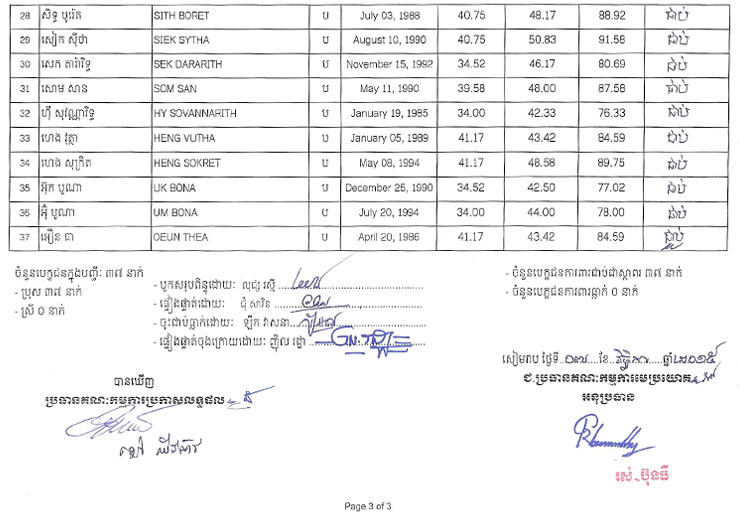 28 សិទ្ធ បូរ៉េត SITH BORET ប July 03, 1988 40.75 48.17 88.92 ជាប់
29 សៀក ស៊ីថា SIEK SYTHA ប August 10, 1990 40.75 50.83 91.58 ជាប់
30 សេក តារ៉ារិទ្ធ SEK DARARITH ប November 15, 1992 34.52 46.17 80.69 ជាប់
31 សោម សាន SOM SAN ប May 11, 1990 39.58 48.00 87.58 ជាប់
32 ហ៊ី សុវណ្ណារិទ្ធ HY SOVANNARITH ប January 19, 1985 34.00 42.33 76.33 ជាប់
33 ហេង វុត្ថា HENG VUTHA ប January 05, 1989 41.17 43.42 84.59 ជាប់
34 ហេង សុក្រិត HENG SOKRET ប May 08, 1994 41.17 48.58 89.75 ជាប់
35 អ៊ុក បូណា UK BONA ប December 25, 1990 34.52 42.50 77.02 ជាប់
36 អ៊ុំ បូណា UM BONA ប July 20, 1994 34.00 44.00 78.00 ជាប់
37 អឿន ធា OEUN THEA ប April 20, 1986 41.17 43.42 84.59 ជាប់
ចំនួនបេក្ខជនក្នុងបញ្ជីៈ ៣៧ នាក់
- ប្រុស ៣៧ នាក់
- ស្រី ០ នាក់
- បូកសរុបពិន្ទុដោយៈ លុជ្ជ រស្មី
- ផ្ទៀងផ្ទាត់ដោយៈ ជុំ សាវិន
- ចុះជាប់ធ្លាក់ដោយៈ ឡឹក វាសនា
- ផ្ទៀងផ្ទាត់ចុងក្រោយដោយៈ ញ៉ិល រដ្ឋា
- ចំនួនបេក្ខជនការពារជាប់ជាស្ថាពរ ៣៧ នាក់
- ចំនួនបេក្ខជនការពារធ្លាក់ ០ នាក់
សៀមរាប ថ្ងៃទី ខែ វិច្ឆិកា ឆ្នាំ ២០១៥
ជ.ប្រធានគណៈកម្មការមេប្រយោគ
អនុប្រធាន
រស់ ប៊ុនធី
បានឃើញ
ប្រធានគណៈកម្មការប្រកាសលទ្ធផល
Page 3 of 3